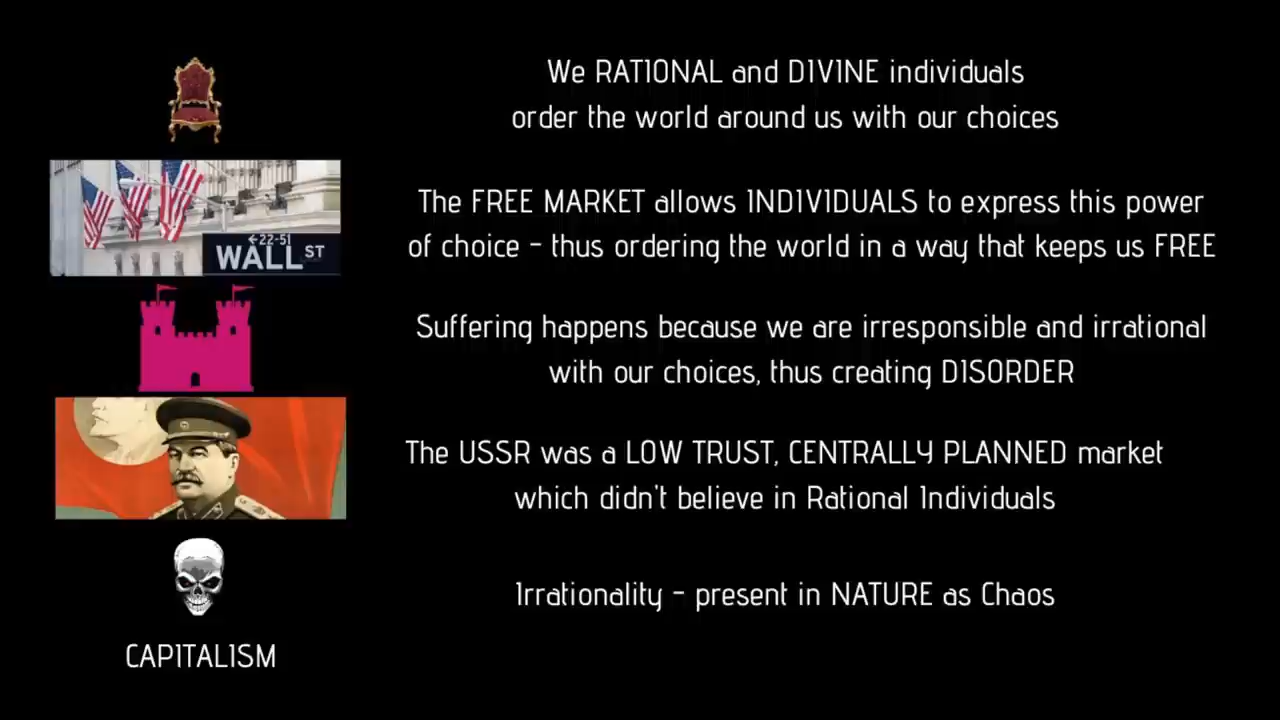 We RATIONAL and DIVINE individuals
order the world around us with our choices
←22-51
WALL ST
The FREE MARKET allows INDIVIDUALS to express this power
of choice - thus ordering the world in a way that keeps us FREE
Suffering happens because we are irresponsible and irrational
with our choices, thus creating DISORDER
The USSR was a LOW TRUST, CENTRALLY PLANNED market
which didn't believe in Rational Individuals
Irrationality - present in NATURE as Chaos
CAPITALISM